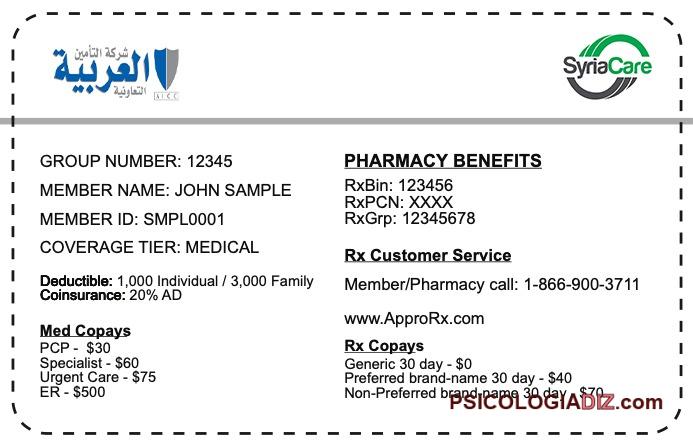 شركة التأمين
العربية
التعاونية
AICC
SyriaCare
GROUP NUMBER: 12345
MEMBER NAME: JOHN SAMPLE
MEMBER ID: SMPL0001
COVERAGE TIER: MEDICAL
Deductible: 1,000 Individual / 3,000 Family
Coinsurance: 20% AD
Med Copays
PCP - $30
Specialist - $60
Urgent Care - $75
ER - $500
PHARMACY BENEFITS
RxBin: 123456
RxPCN: XXXX
RxGrp: 12345678
Rx Customer Service
Member/Pharmacy call: 1-866-900-3711
www.ApproRx.com
Rx Copays
Generic 30 day - $0
Preferred brand-name 30 day - $40
Non-Preferred brand-name 30 day - $70
PSICOLOGIADIZ.com